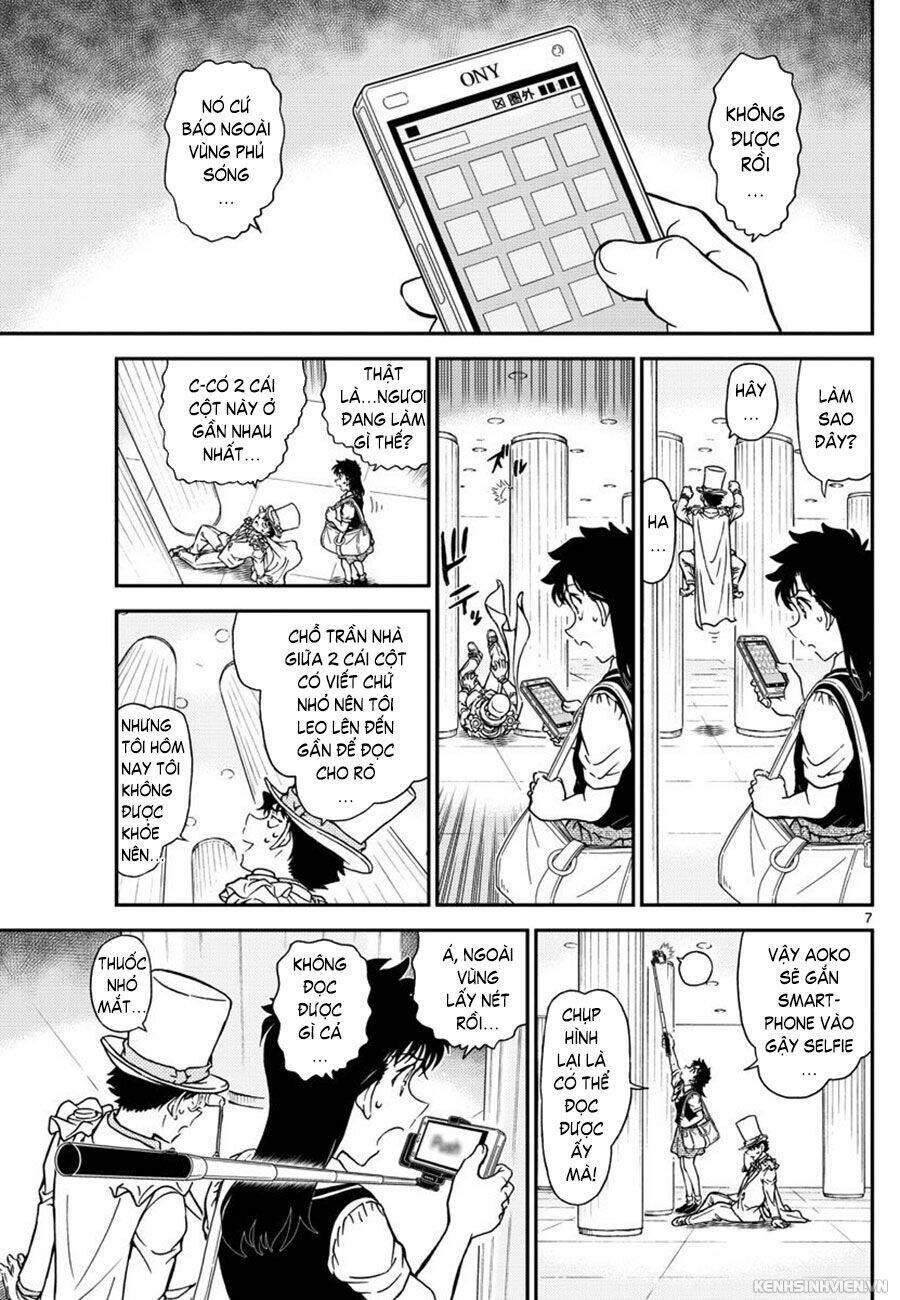 KHÔNG
ĐƯỢC
RỒI
...
ONY
圏外
NÓ CỨ
BÁO NGOÀI
VÙNG PHỦ
SÓNG
...
LÀM
SAO
ĐÂY?
HÂY
...
HA
...
THẬT
LÀ...NGƯƠI
ĐANG LÀM
GÌ THẾ?
C-CÓ 2 CÁI
CỘT NÀY Ở
GẦN NHAU
NHẤT...
CHỖ TRẦN NHÀ
GIỮA 2 CÁI CỘT
CÓ VIẾT CHỮ
NHỎ NÊN TÔI
LEO LÊN ĐẾN
GẦN ĐỂ ĐỌC
CHO RÕ
...
NHƯNG
TÔI HÔM
NAY TÔI
KHÔNG
ĐƯỢC
KHỎE
NÊN...
7
VẬY AOKO
SẼ GẮN
SMART-
PHONE VÀO
GẬY SELFIE
...
CHỤP
HÌNH
LẠI LÀ
CÓ THỂ
ĐỌC
ĐƯỢC
ẤY
MÀ!
Á, NGOÀI
VÙNG
LẤY NÉT
RỒI...
KHÔNG
ĐỌC
ĐƯỢC
GÌ CẢ
...
THUỐC
NHỎ
MẮT...
Push
KENHSINHVIEN.VN